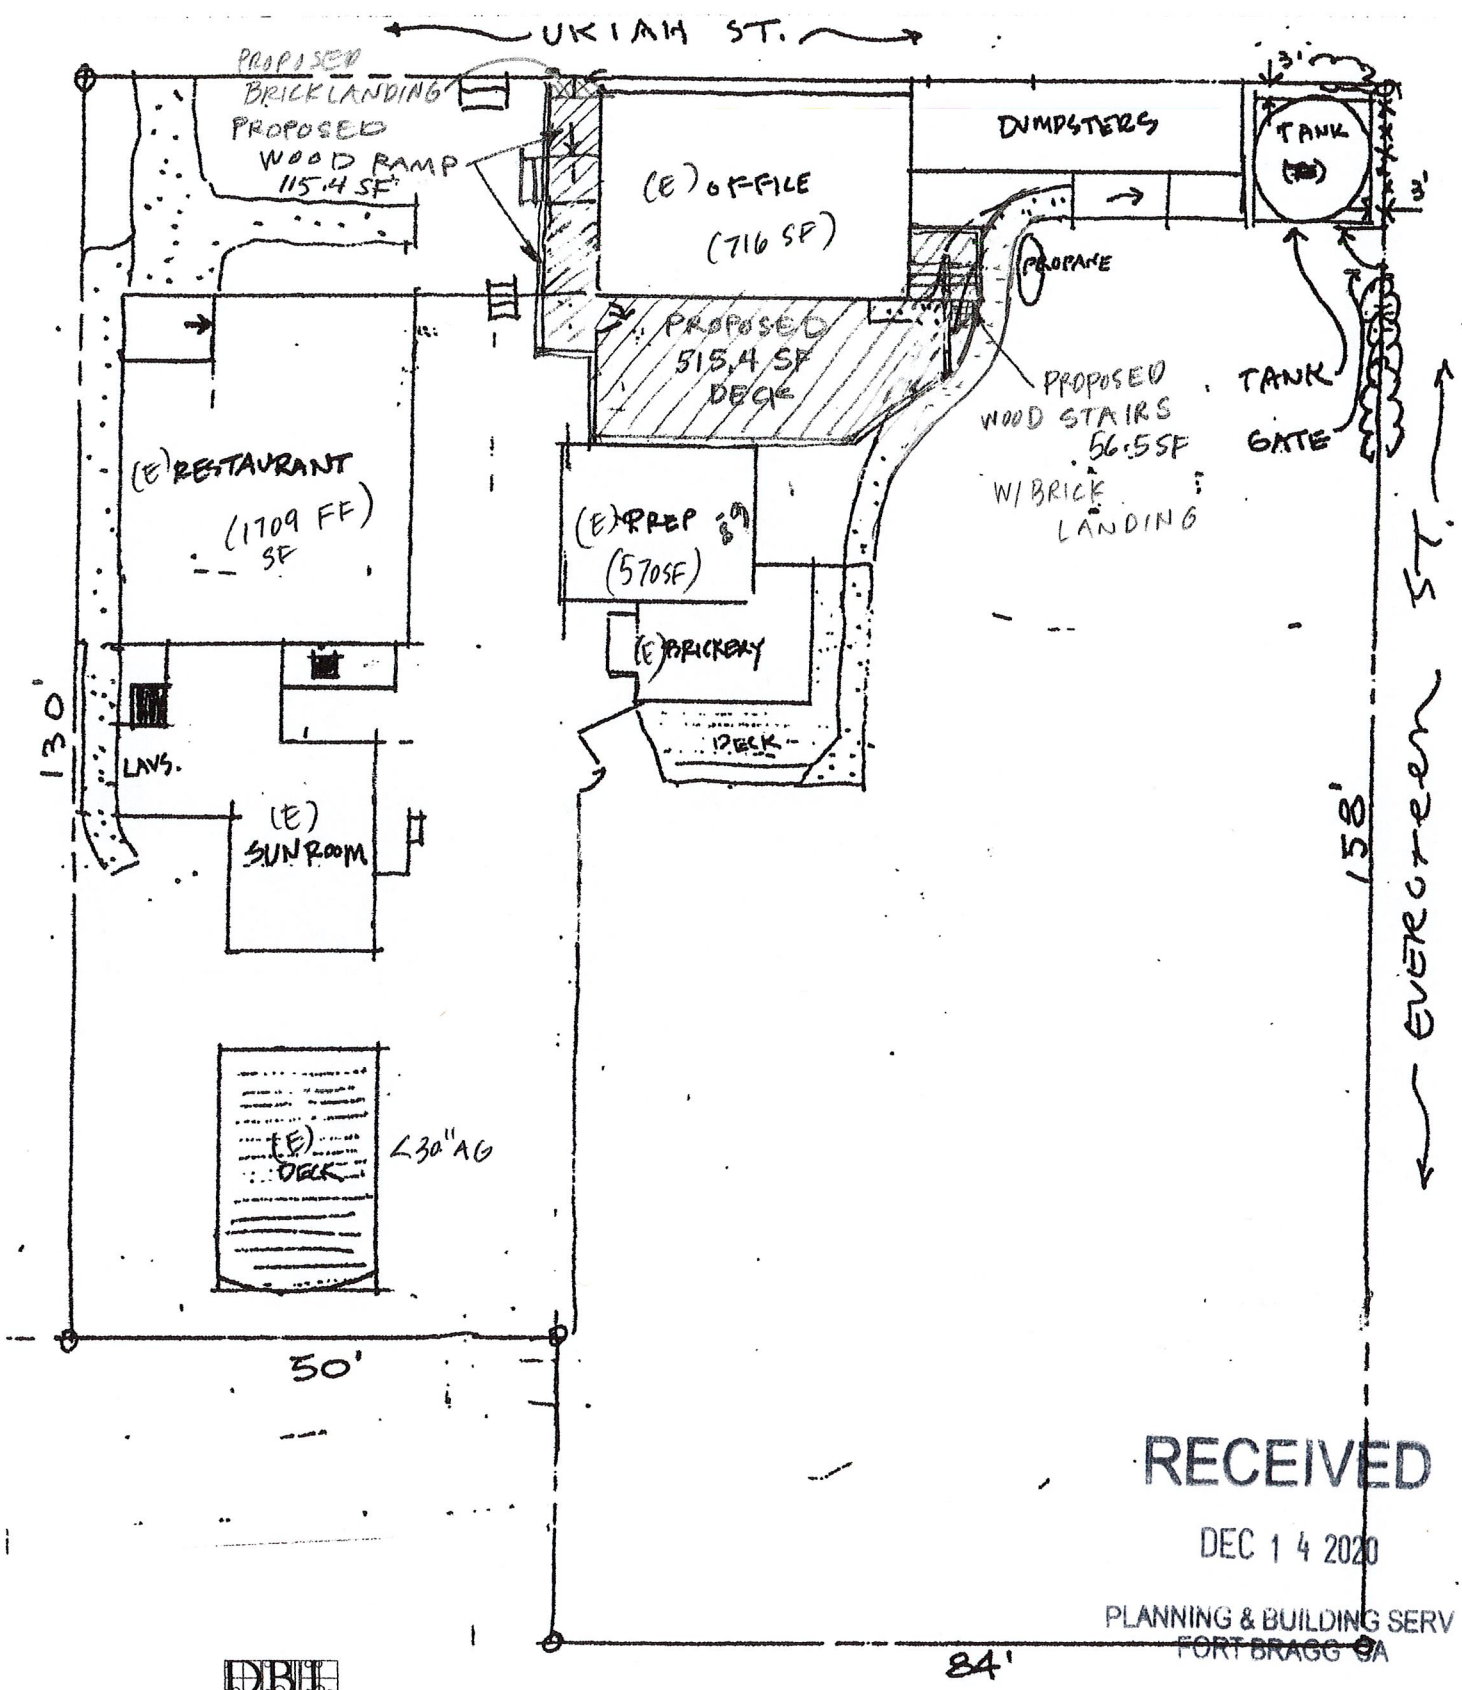 UKIAH ST.
PROPOSED
BRICK LANDING
PROPOSED
WOOD RAMP
115.4 SF
(E) OFFICE
(716 SF)
DUMPSTERS
TANK
3'
3'
PROPANE
PROPOSED
515.4 SF
DECK
PROPOSED
WOOD STAIRS
56.5 SF
W/ BRICK
LANDING
TANK
GATE
(E) RESTAURANT
(1709 FF)
SF
(E) PREP
(570 SF)
(E) BRICKERY
DECK
LAVS.
(E)
SUNROOM
130'
158'
EVERGreen ST.
(E)
DECK
<30" AG
50'
84'
RECEIVED
DEC 14 2020
PLANNING & BUILDING SERV
FORT BRAGG CA